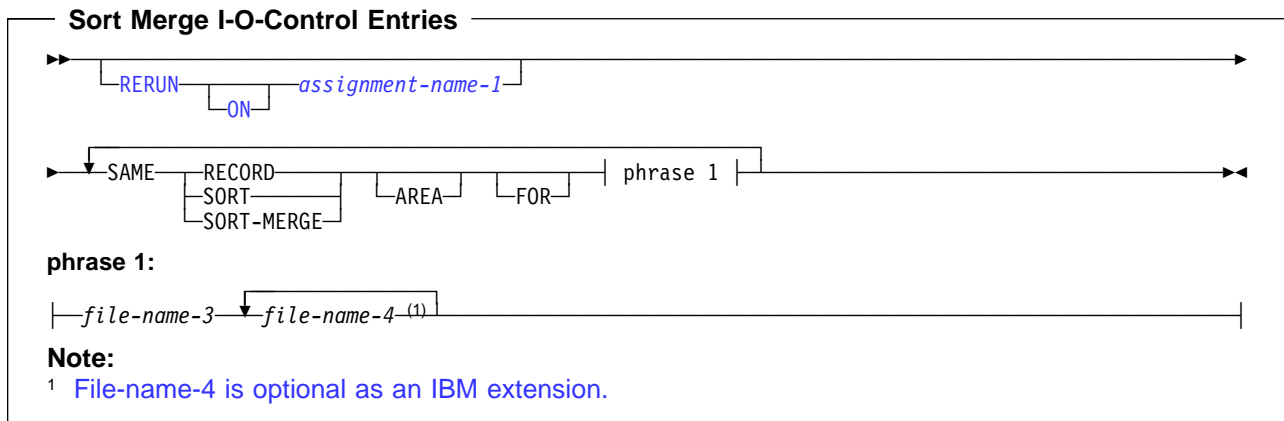 Sort Merge I-O-Control Entries
RERUN ON assignment-name-1
SAME RECORD AREA FOR phrase 1
SORT
SORT-MERGE
phrase 1:
file-name-3 file-name-4 (1)
Note:
1 File-name-4 is optional as an IBM extension.